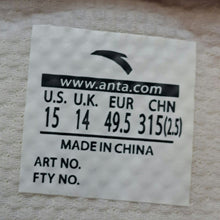 www.anta.com
U.S. U.K. EUR CHN
15 14 49.5 315(2.5)
MADE IN CHINA
ART NO.
FTY NO.